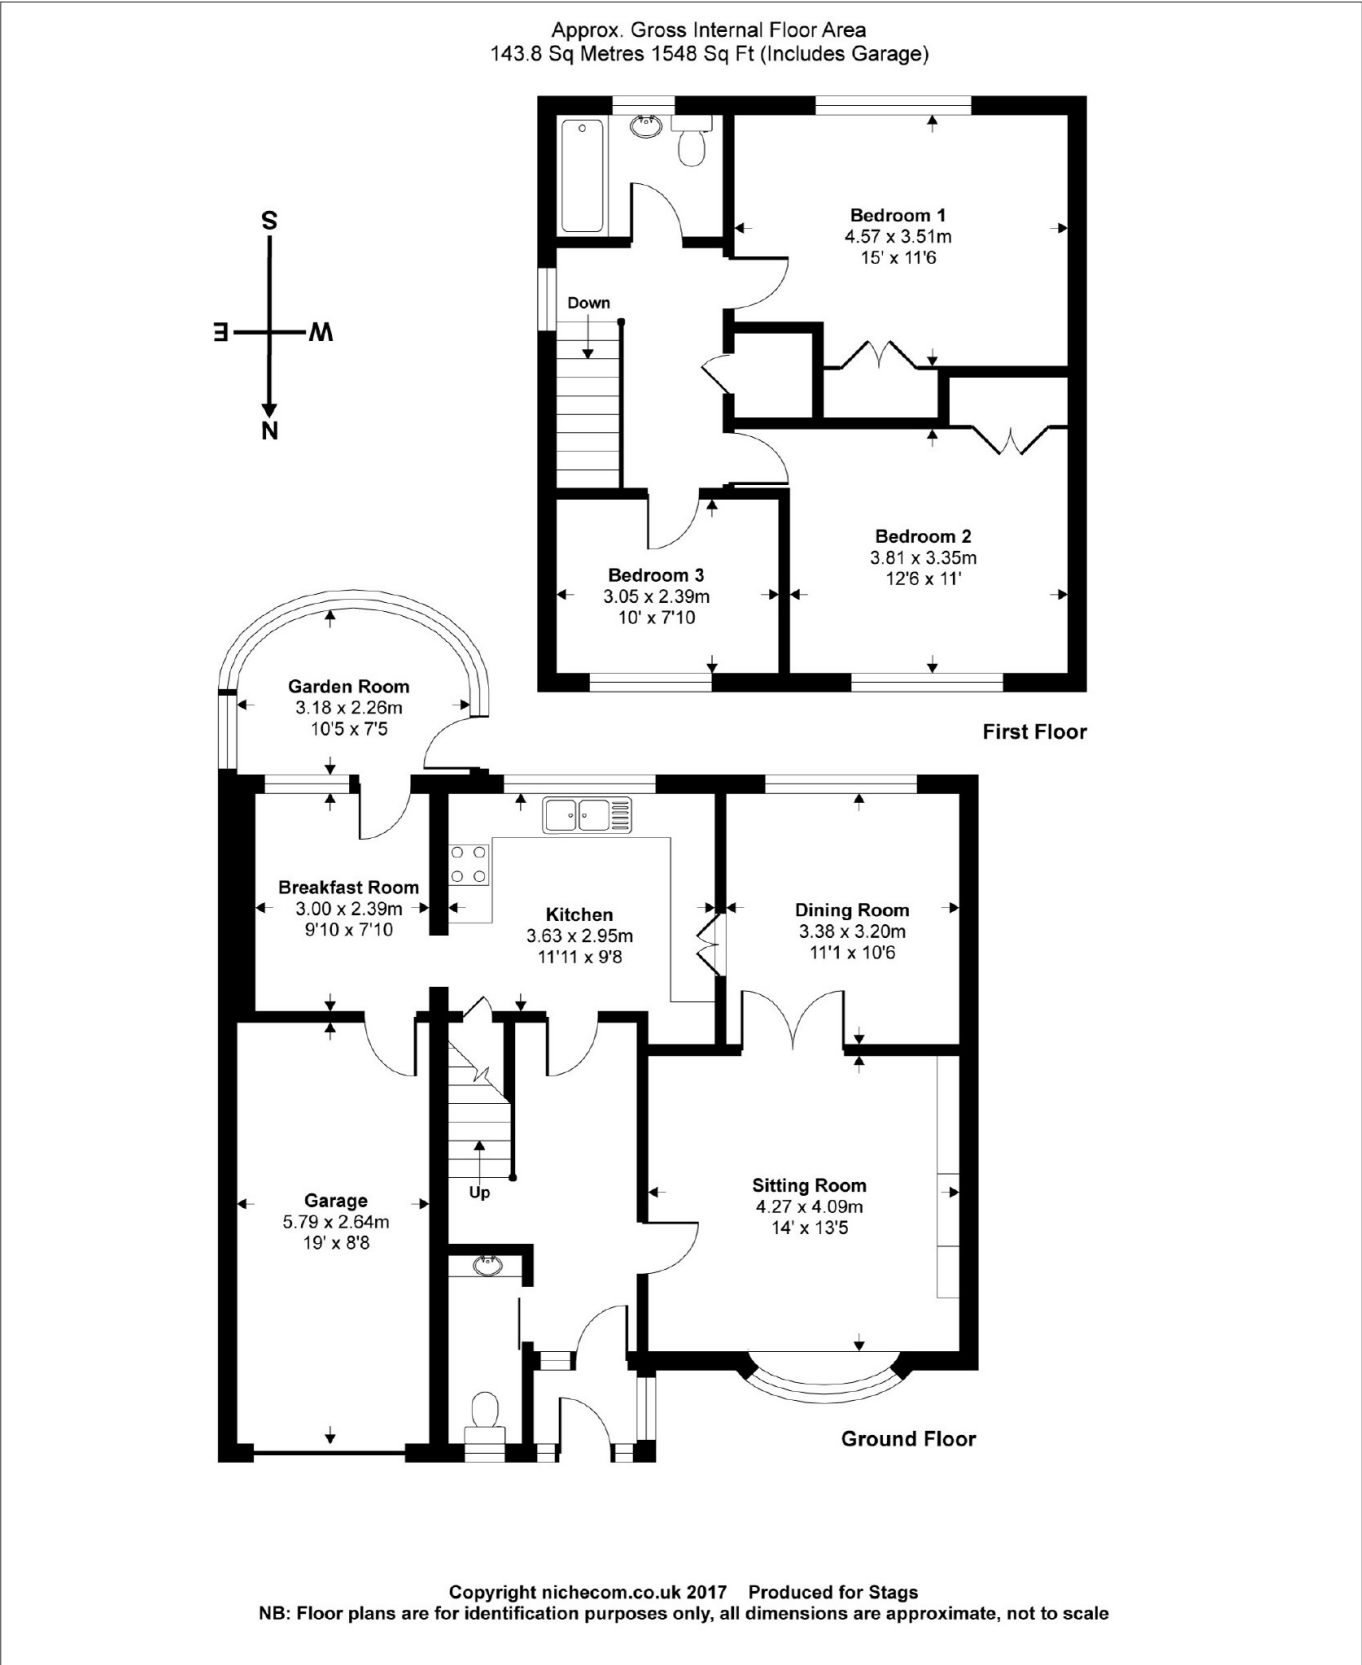 Approx. Gross Internal Floor Area
143.8 Sq Metres 1548 Sq Ft (Includes Garage)
S
E
W
N
Bedroom 1
4.57 x 3.51m
15' x 11'6
Down
Bedroom 2
3.81 x 3.35m
12'6 x 11'
Bedroom 3
3.05 x 2.39m
10' x 7'10
First Floor
Garden Room
3.18 x 2.26m
10'5 x 7'5
Breakfast Room
3.00 x 2.39m
9'10 x 7'10
Kitchen
3.63 x 2.95m
11'11 x 9'8
Dining Room
3.38 x 3.20m
11'1 x 10'6
Garage
5.79 x 2.64m
19' x 8'8
Up
Sitting Room
4.27 x 4.09m
14' x 13'5
Ground Floor
Copyright nichecom.co.uk 2017 Produced for Stags
NB: Floor plans are for identification purposes only, all dimensions are approximate, not to scale